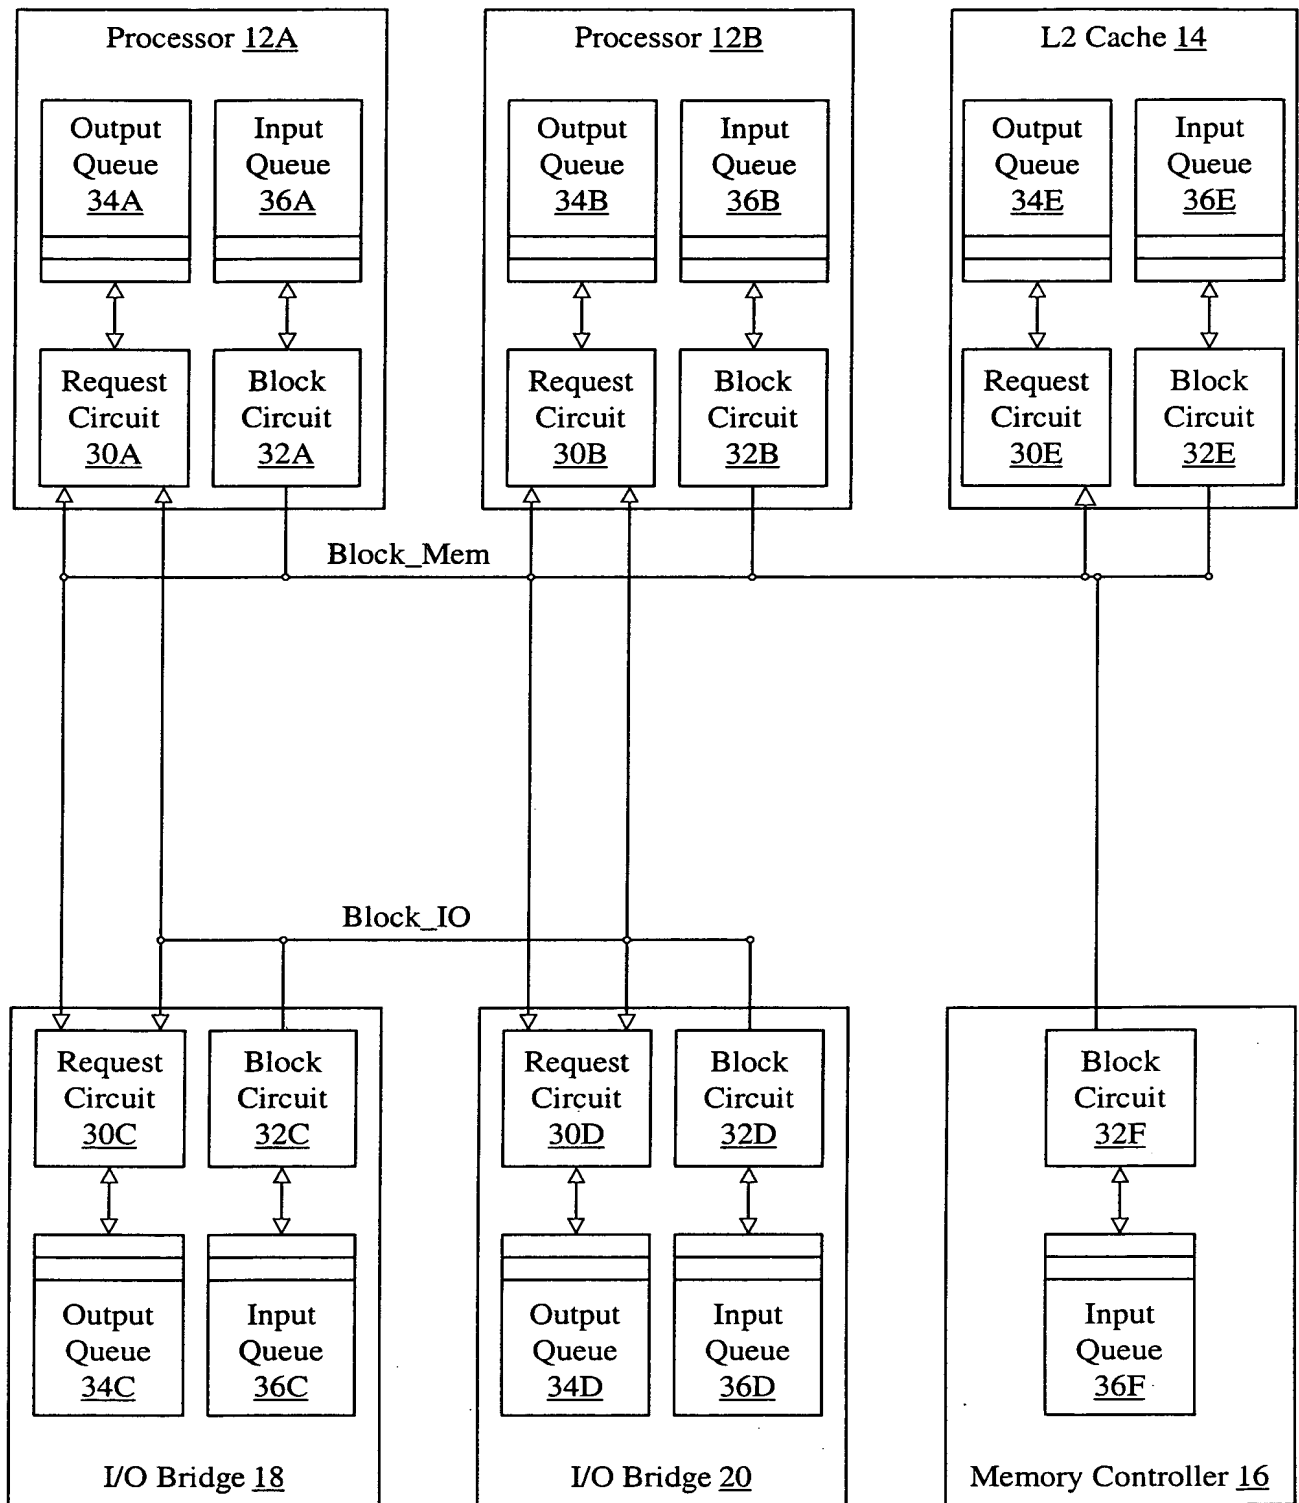 Processor 12A
Output
Queue
34A
Input
Queue
36A
Request
Circuit
30A
Block
Circuit
32A
Processor 12B
Output
Queue
34B
Input
Queue
36B
Request
Circuit
30B
Block
Circuit
32B
L2 Cache 14
Output
Queue
34E
Input
Queue
36E
Request
Circuit
30E
Block
Circuit
32E
Block_Mem
Block_IO
Request
Circuit
30C
Block
Circuit
32C
Output
Queue
34C
Input
Queue
36C
I/O Bridge 18
Request
Circuit
30D
Block
Circuit
32D
Output
Queue
34D
Input
Queue
36D
I/O Bridge 20
Block
Circuit
32F
Input
Queue
36F
Memory Controller 16